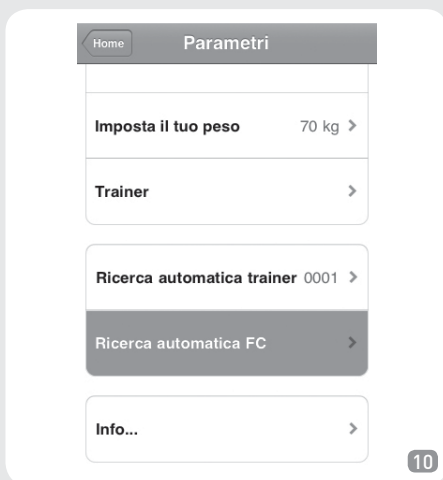 Home Parametri
Imposta il tuo peso 70 kg
Trainer
Ricerca automatica trainer 0001
Ricerca automatica FC
Info...
10